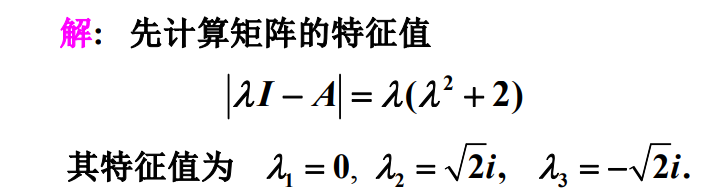 解: 先计算矩阵的特征值
|λI − A| = λ(λ² + 2)
其特征值为 λ₁ = 0, λ₂ = √2i, λ₃ = −√2i.